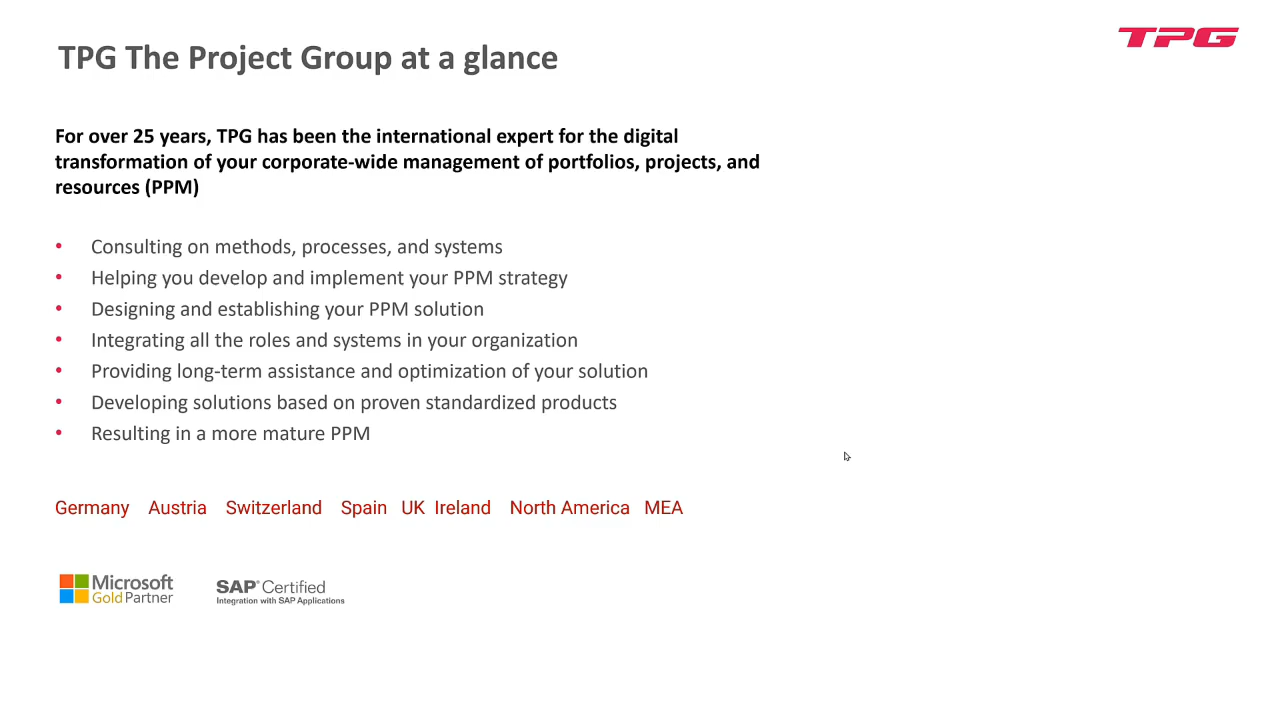 TPG The Project Group at a glance
TPG
For over 25 years, TPG has been the international expert for the digital
transformation of your corporate-wide management of portfolios, projects, and
resources (PPM)
• Consulting on methods, processes, and systems
• Helping you develop and implement your PPM strategy
• Designing and establishing your PPM solution
• Integrating all the roles and systems in your organization
• Providing long-term assistance and optimization of your solution
• Developing solutions based on proven standardized products
• Resulting in a more mature PPM
Germany Austria Switzerland Spain UK Ireland North America MEA
Microsoft
Gold Partner
SAP® Certified
Integration with SAP Applications